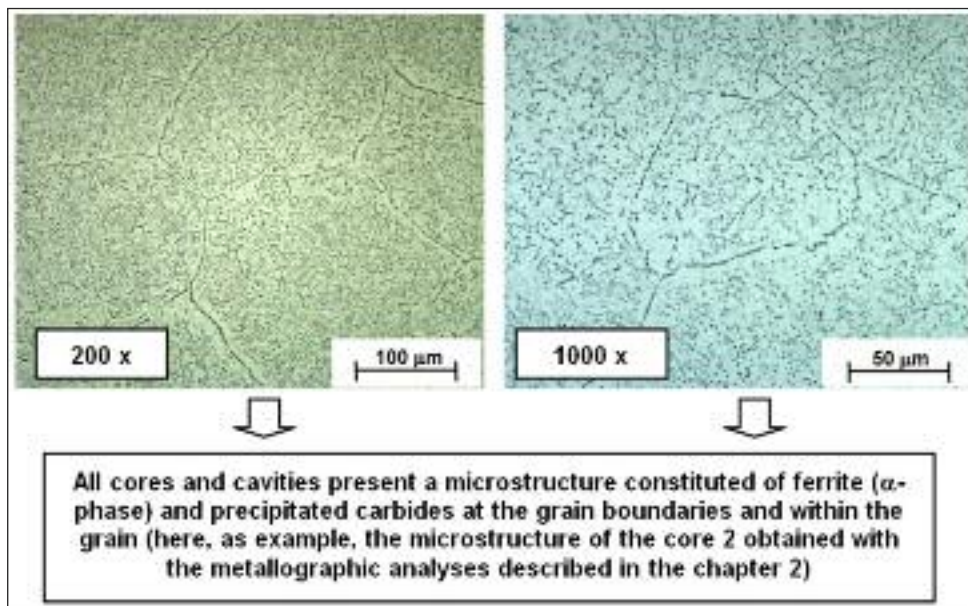 200 x
100 µm
1000 x
50 µm
All cores and cavities present a microstructure constituted of ferrite (α-
phase) and precipitated carbides at the grain boundaries and within the
grain (here, as example, the microstructure of the core 2 obtained with
the metallographic analyses described in the chapter 2)